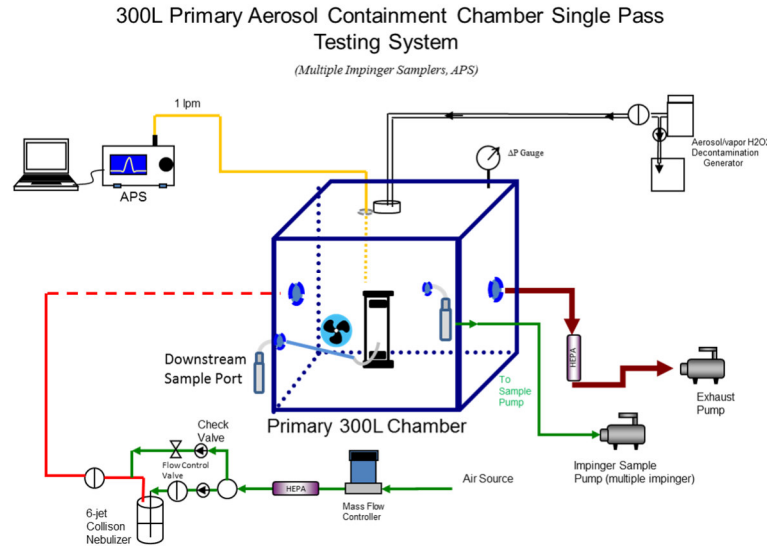 300L Primary Aerosol Containment Chamber Single Pass
Testing System
(Multiple Impinger Samplers, APS)
1 lpm
APS
ΔP Gauge
Aerosol/vapor H2O2
Decontamination
Generator
Downstream
Sample Port
To
Sample
Pump
HEPA
Exhaust
Pump
Primary 300L Chamber
Check
Valve
Flow Control
Valve
Impinger Sample
Pump (multiple impinger)
Air Source
HEPA
Mass Flow
Controller
6-jet
Collison
Nebulizer